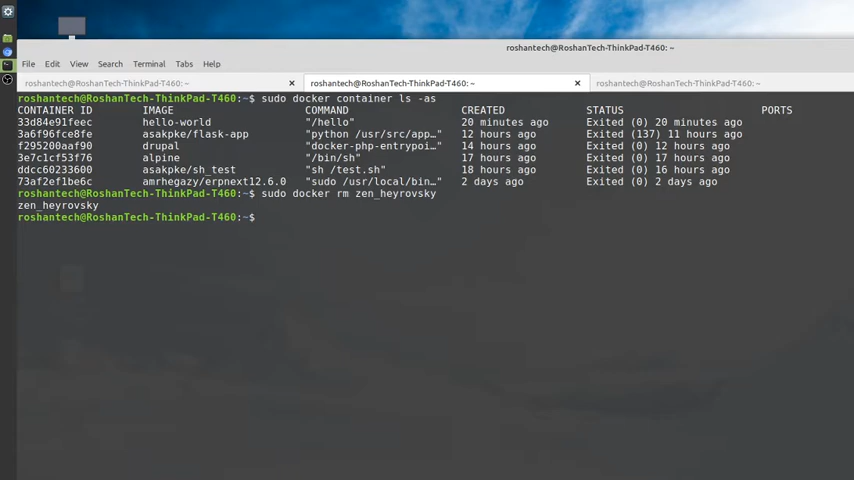 roshantech@RoshanTech-ThinkPad-T460: ~
File Edit View Search Terminal Tabs Help
roshantech@RoshanTech-ThinkPad-T460: ~ × roshantech@RoshanTech-ThinkPad-T460: ~ × roshantech@RoshanTech-ThinkPad-T460: ~
roshantech@RoshanTech-ThinkPad-T460:~$ sudo docker container ls -as
CONTAINER ID IMAGE COMMAND CREATED STATUS PORTS
33d84e91feec hello-world "/hello" 20 minutes ago Exited (0) 20 minutes ago
3a6f96fce8fe asakpke/flask-app "python /usr/src/app…" 12 hours ago Exited (137) 11 hours ago
f295200aaf90 drupal "docker-php-entrypoi…" 14 hours ago Exited (0) 12 hours ago
3e7c1cf53f76 alpine "/bin/sh" 17 hours ago Exited (0) 17 hours ago
ddcc60233600 asakpke/sh_test "sh /test.sh" 18 hours ago Exited (0) 16 hours ago
73af2ef1be6c amrhegazy/erpnext12.6.0 "sudo /usr/local/bin…" 2 days ago Exited (0) 2 days ago
roshantech@RoshanTech-ThinkPad-T460:~$ sudo docker rm zen_heyrovsky
zen_heyrovsky
roshantech@RoshanTech-ThinkPad-T460:~$